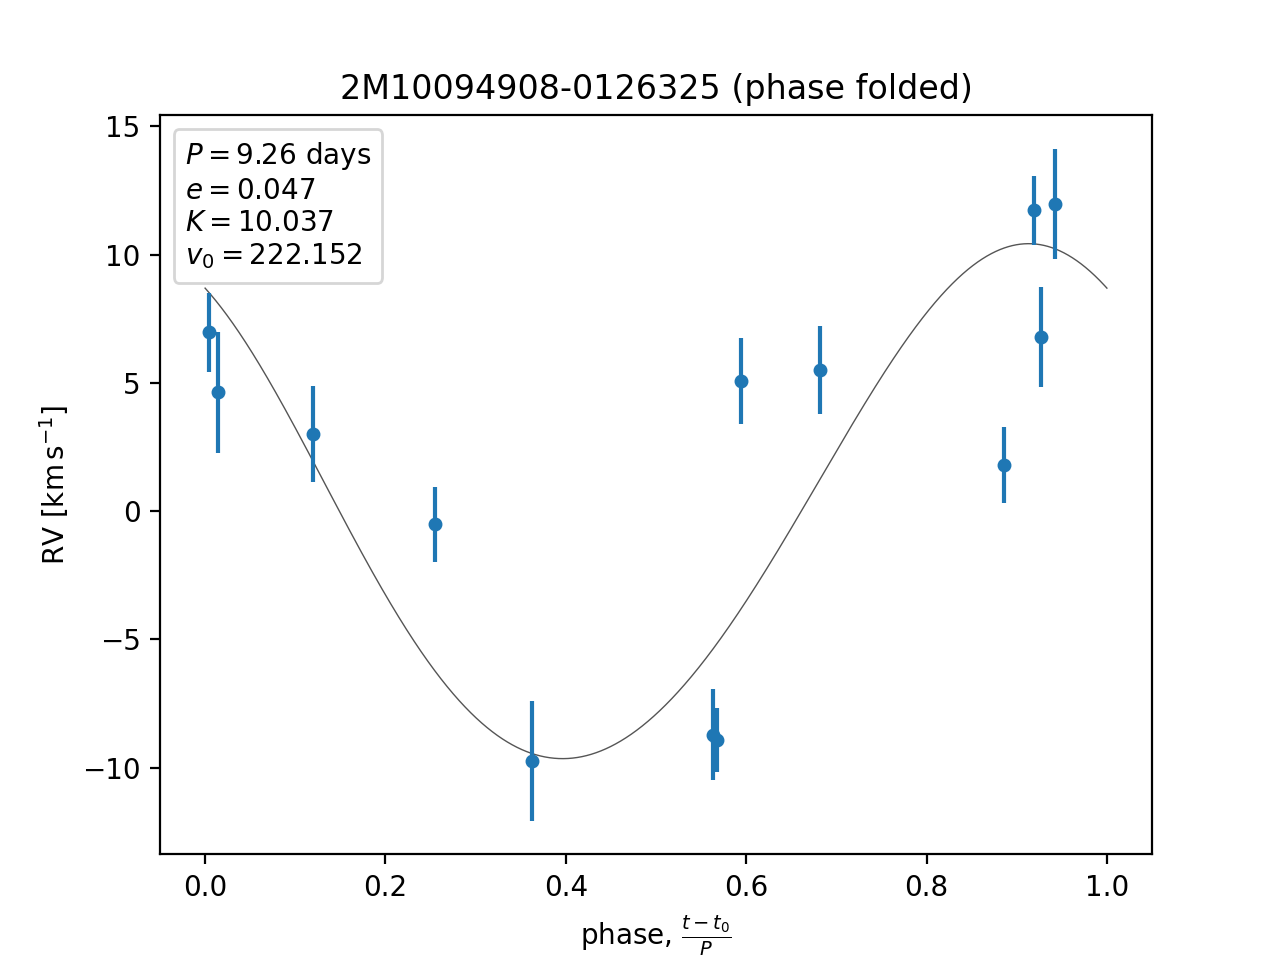 2M10094908-0126325 (phase folded)
P = 9.26 days
e = 0.047
K = 10.037
v₀ = 222.152
15
10
5
0
−5
−10
RV [km s⁻¹]
0.0 0.2 0.4 0.6 0.8 1.0
phase, (t − t₀)/P